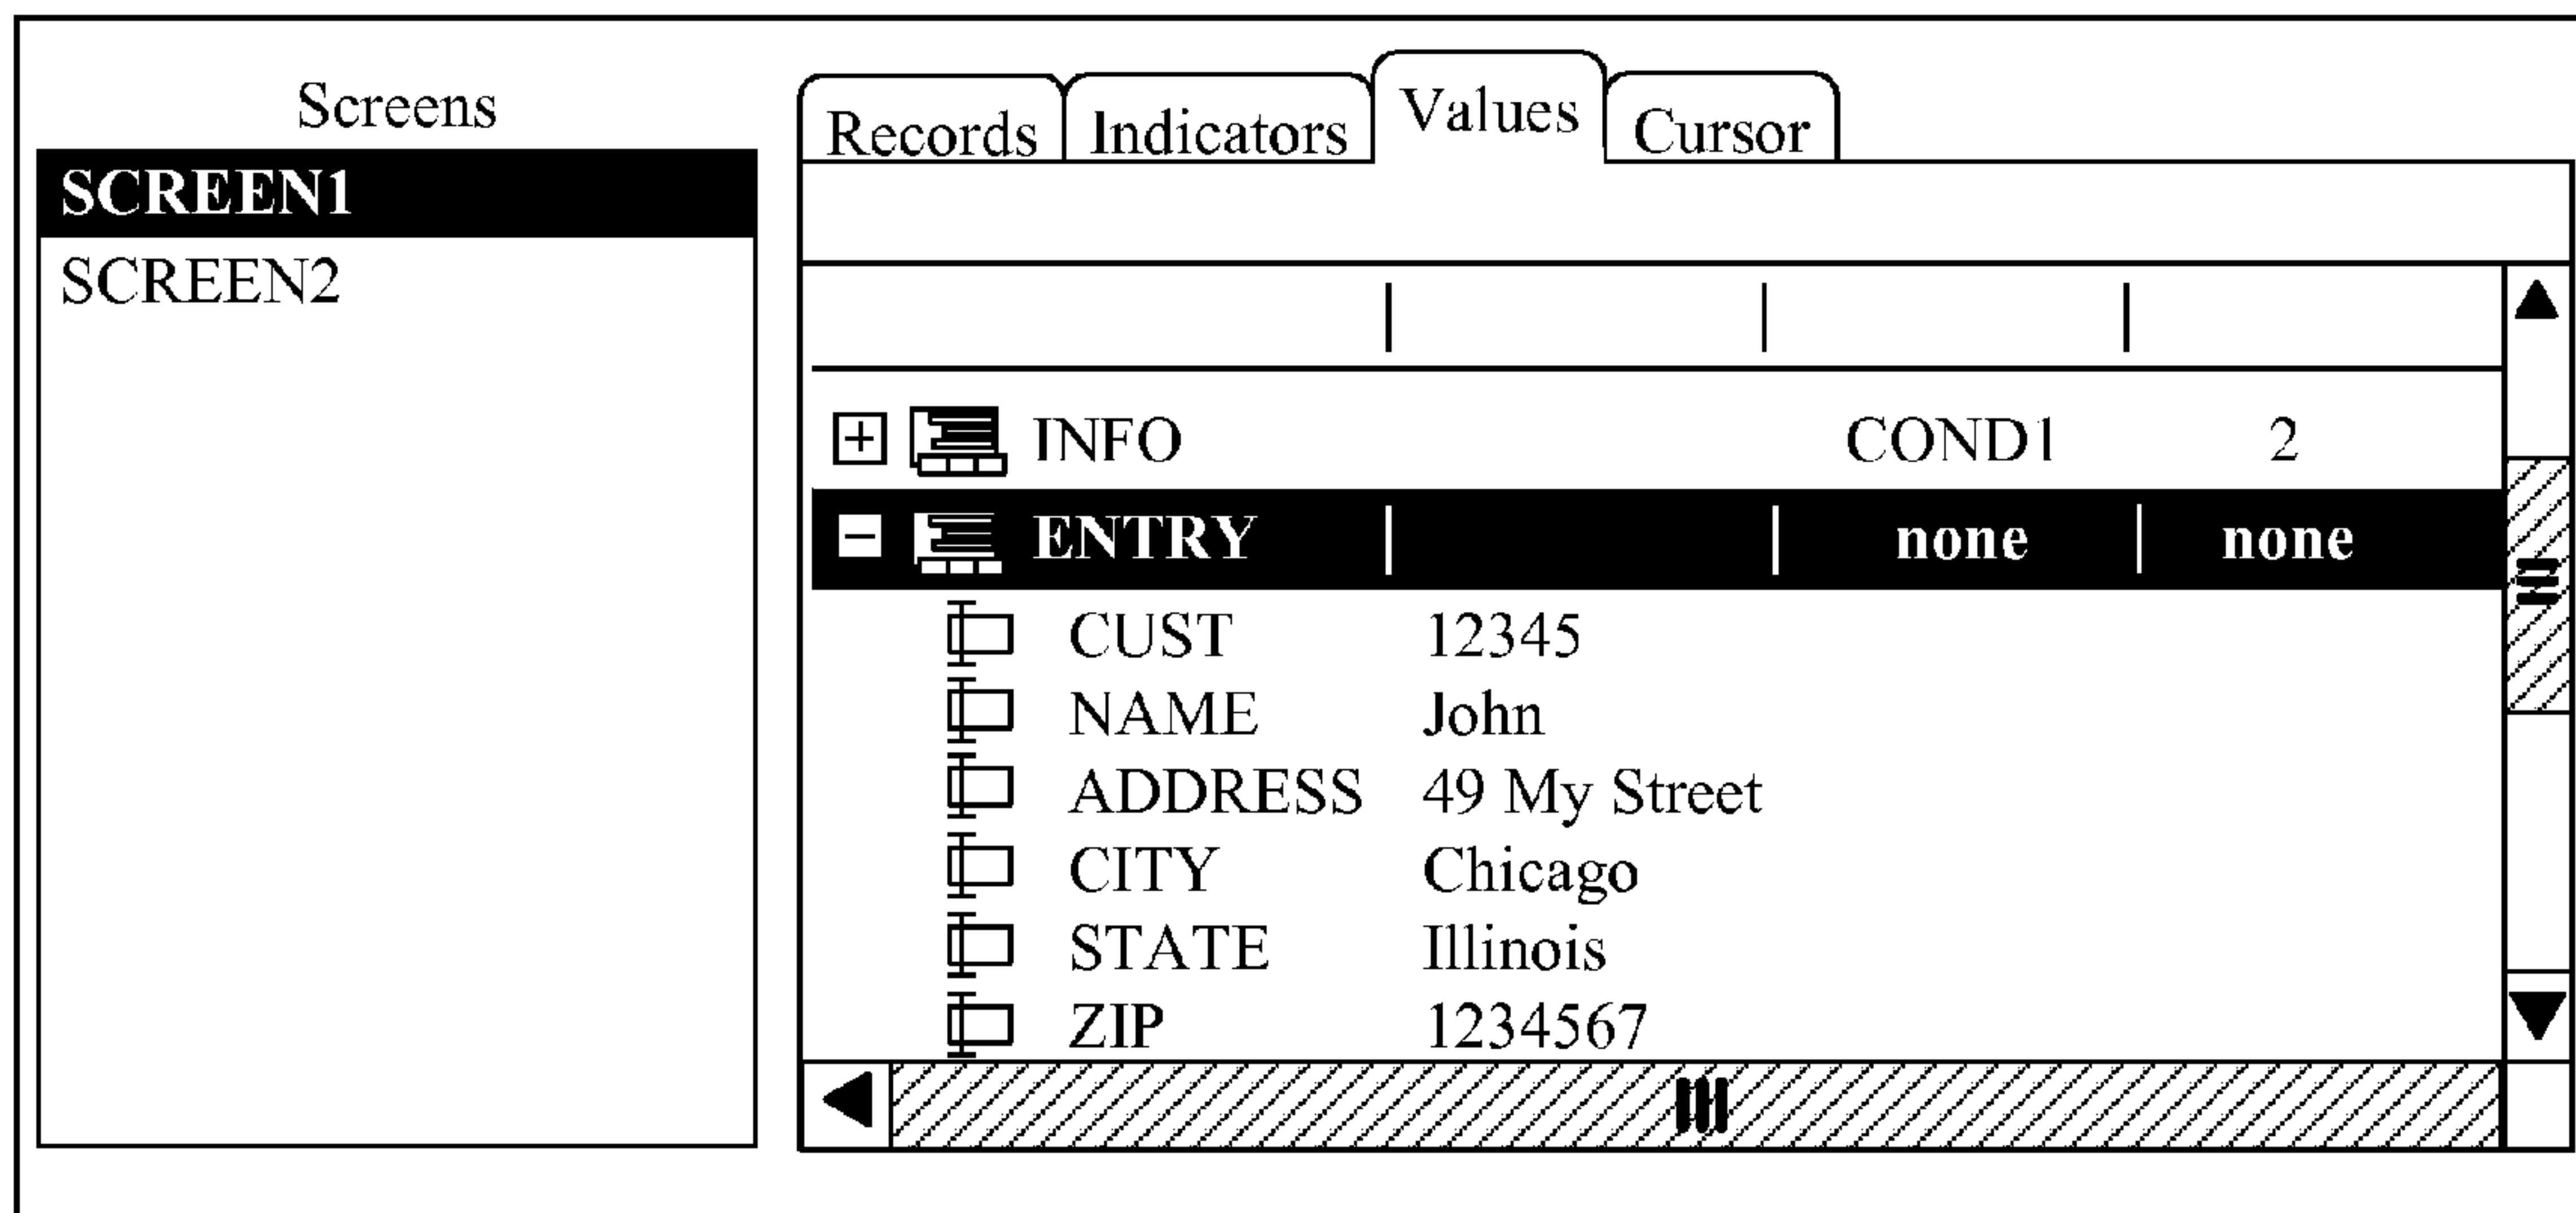 Screens
SCREEN1
SCREEN2
Records Indicators Values Cursor
INFO COND1 2
ENTRY none none
CUST 12345
NAME John
ADDRESS 49 My Street
CITY Chicago
STATE Illinois
ZIP 1234567